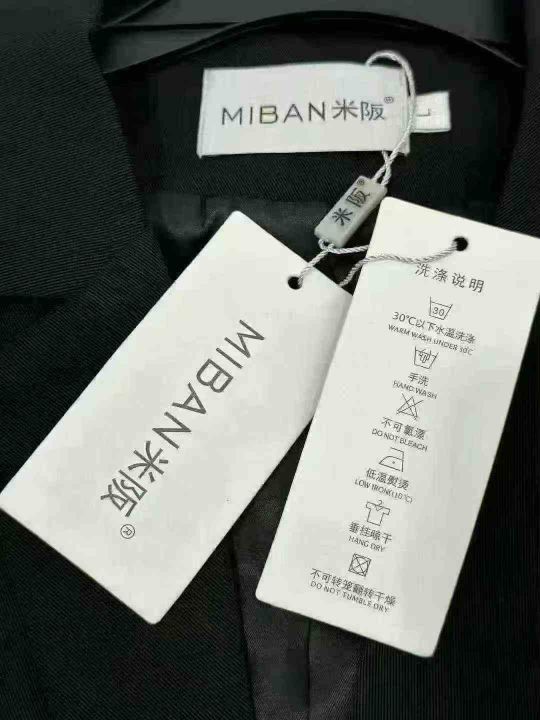 MIBAN米阪®
L
米阪®
MIBAN米阪®
洗涤说明
30
30℃以下水温洗涤
WARM WASH UNDER 30℃
手洗
HAND WASH
不可氯漂
DO NOT BLEACH
低温熨烫
LOW IRON(110℃)
垂挂晾干
HANG DRY
不可转笼翻转干燥
DO NOT TUMBLE DRY